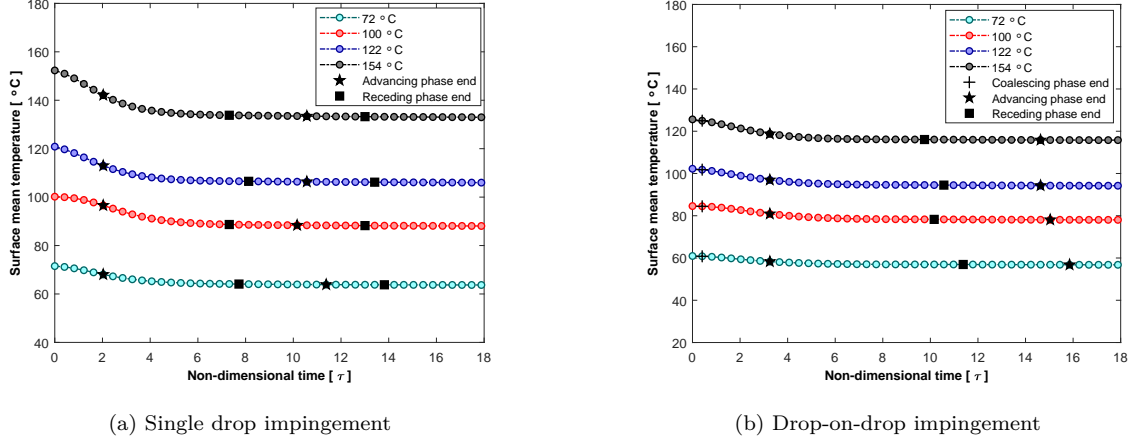 180
160
140
120
100
80
60
40
0 2 4 6 8 10 12 14 16 18
Surface mean temperature [ °C]
Non-dimensional time [ τ ]
72 °C
100 °C
122 °C
154 °C
Advancing phase end
Receding phase end
(a) Single drop impingement
180
160
140
120
100
80
60
40
20
0 2 4 6 8 10 12 14 16 18
Surface mean temperature [ °C]
Non-dimensional time [ τ ]
72 °C
100 °C
122 °C
154 °C
Coalescing phase end
Advancing phase end
Receding phase end
(b) Drop-on-drop impingement